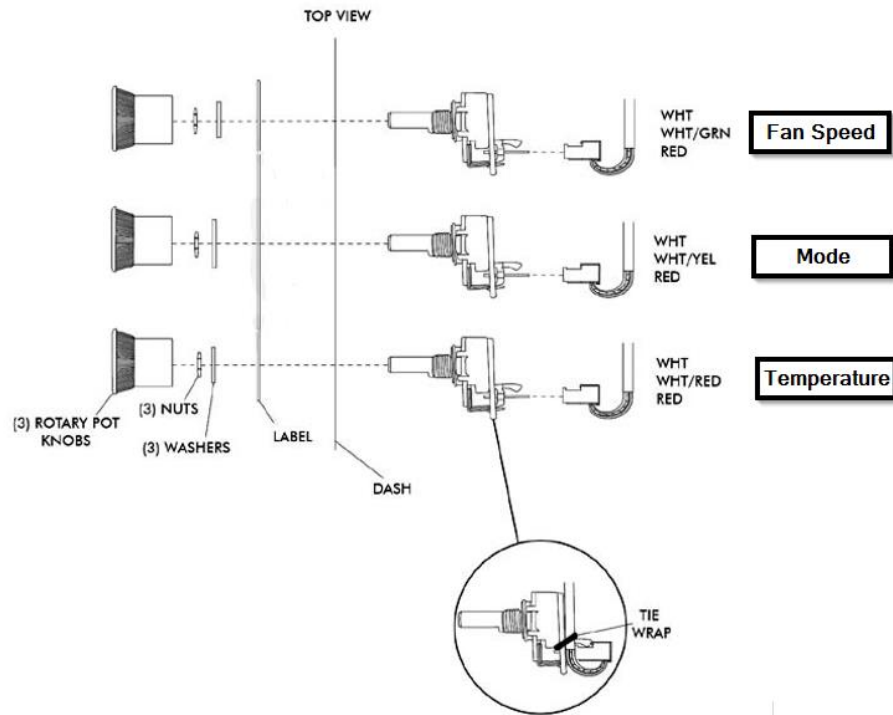 TOP VIEW
WHT
WHT/GRN
RED
Fan Speed
WHT
WHT/YEL
RED
Mode
WHT
WHT/RED
RED
Temperature
(3) ROTARY POT
KNOBS
(3) NUTS
(3) WASHERS
LABEL
DASH
TIE
WRAP